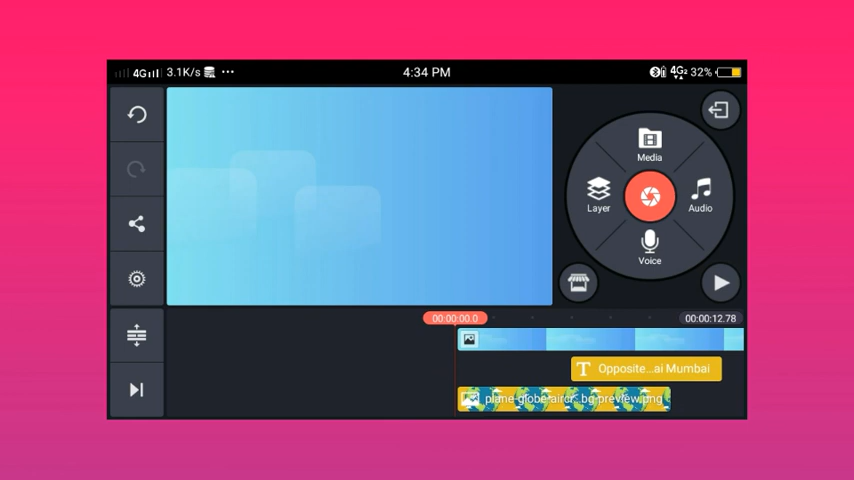 4G 3.1K/s ... 4:34 PM 4G2 32%
Media
Layer
Audio
Voice
00:00:00.0 00:00:12.78
T Opposite...ai Mumbai
plane-globe-aircr...bg-preview.png